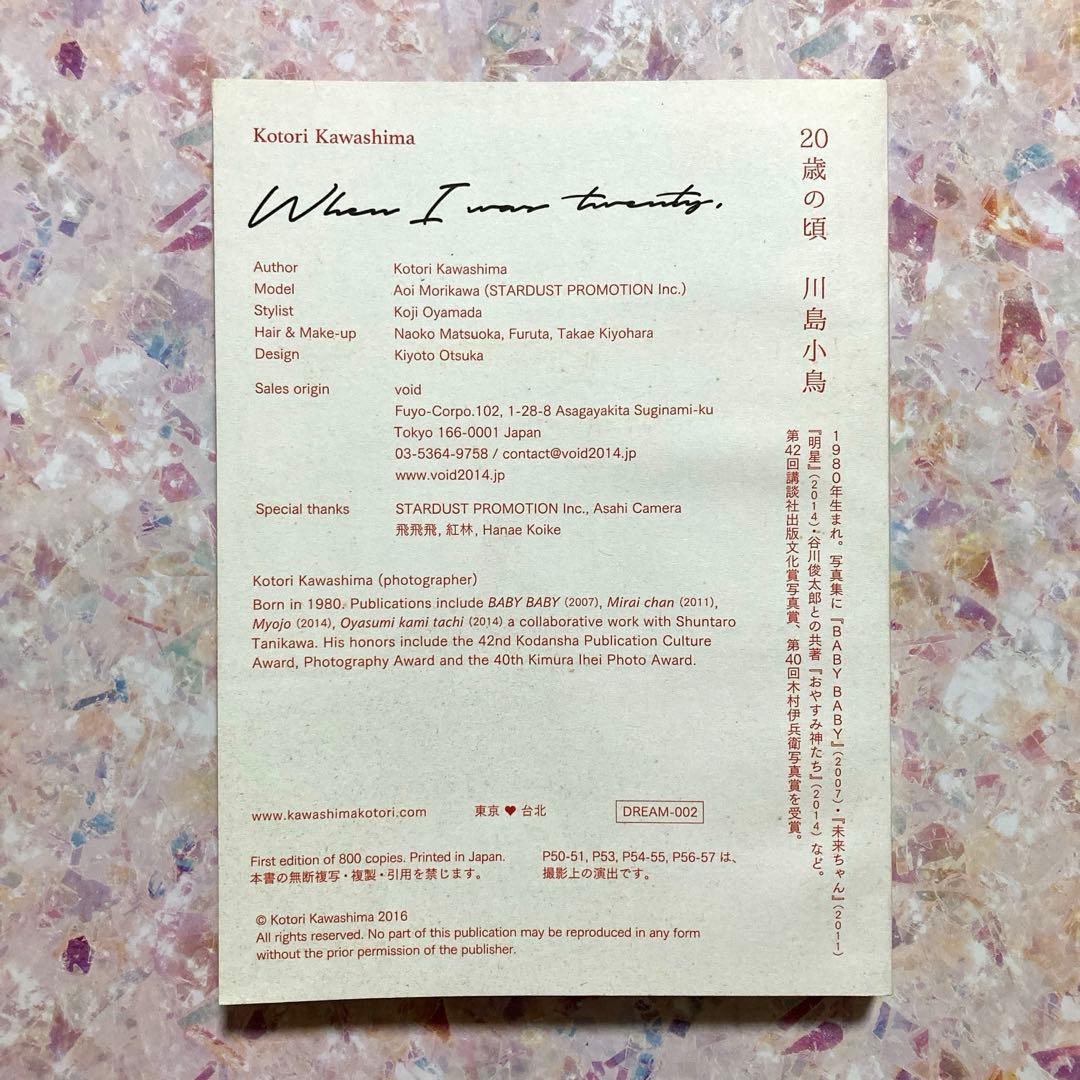 Kotori Kawashima
When I was twenty.
Author Kotori Kawashima
Model Aoi Morikawa (STARDUST PROMOTION Inc.)
Stylist Koji Oyamada
Hair & Make-up Naoko Matsuoka, Furuta, Takae Kiyohara
Design Kiyoto Otsuka
Sales origin void
Fuyo-Corpo.102, 1-28-8 Asagayakita Suginami-ku
Tokyo 166-0001 Japan
03-5364-9758 / contact@void2014.jp
www.void2014.jp
Special thanks STARDUST PROMOTION Inc., Asahi Camera
飛飛飛, 紅林, Hanae Koike
Kotori Kawashima (photographer)
Born in 1980. Publications include BABY BABY (2007), Mirai chan (2011),
Myojo (2014), Oyasumi kami tachi (2014) a collaborative work with Shuntaro
Tanikawa. His honors include the 42nd Kodansha Publication Culture
Award, Photography Award and the 40th Kimura Ihei Photo Award.
www.kawashimakotori.com 東京 ♥ 台北 DREAM-002
First edition of 800 copies. Printed in Japan.
本書の無断複写・複製・引用を禁じます。
P50-51, P53, P54-55, P56-57 は、
撮影上の演出です。
© Kotori Kawashima 2016
All rights reserved. No part of this publication may be reproduced in any form
without the prior permission of the publisher.
20歳の頃 川島小鳥
1980年生まれ。写真集に『BABY BABY』(2007)・『未来ちゃん』(2011)
『明星』(2014)・谷川俊太郎との共著『おやすみ神たち』(2014)など。
第42回講談社出版文化賞写真賞、第40回木村伊兵衛写真賞を受賞。